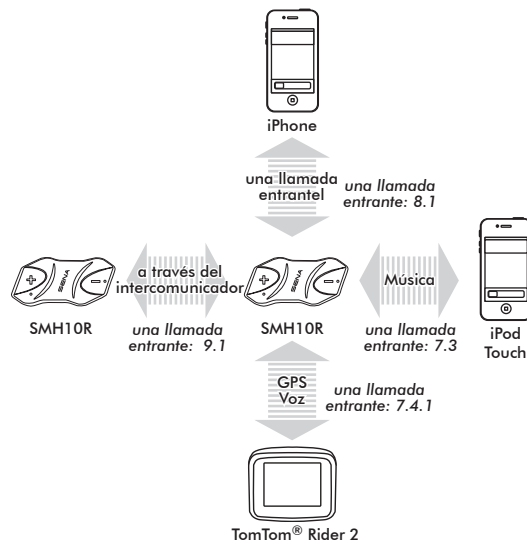 iPhone
una llamada
entrantel
una llamada
entrante: 8.1
a través del
intercomunicador
Música
SENA
SENA
SMH10R
SMH10R
una llamada
entrante: 9.1
una llamada
entrante: 7.3
iPod
Touch
GPS
Voz
una llamada
entrante: 7.4.1
TomTom® Rider 2